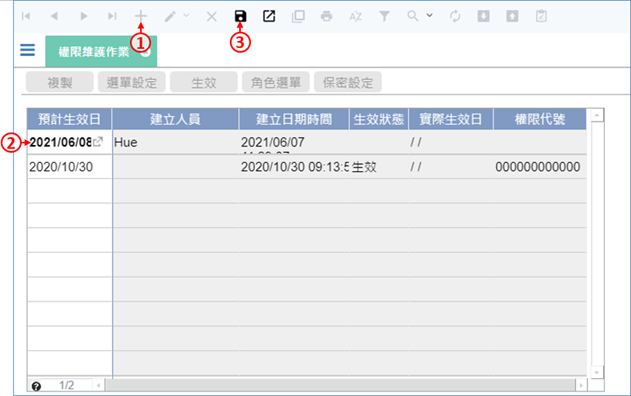 ①
③
權限維護作業
複製 選單設定 生效 角色選單 保密設定
預計生效日 建立人員 建立日期時間 生效狀態 實際生效日 權限代號
② 2021/06/08 Hue 2021/06/07 / /
2020/10/30 2020/10/30 09:13:5 生效 / / 000000000000
1/2